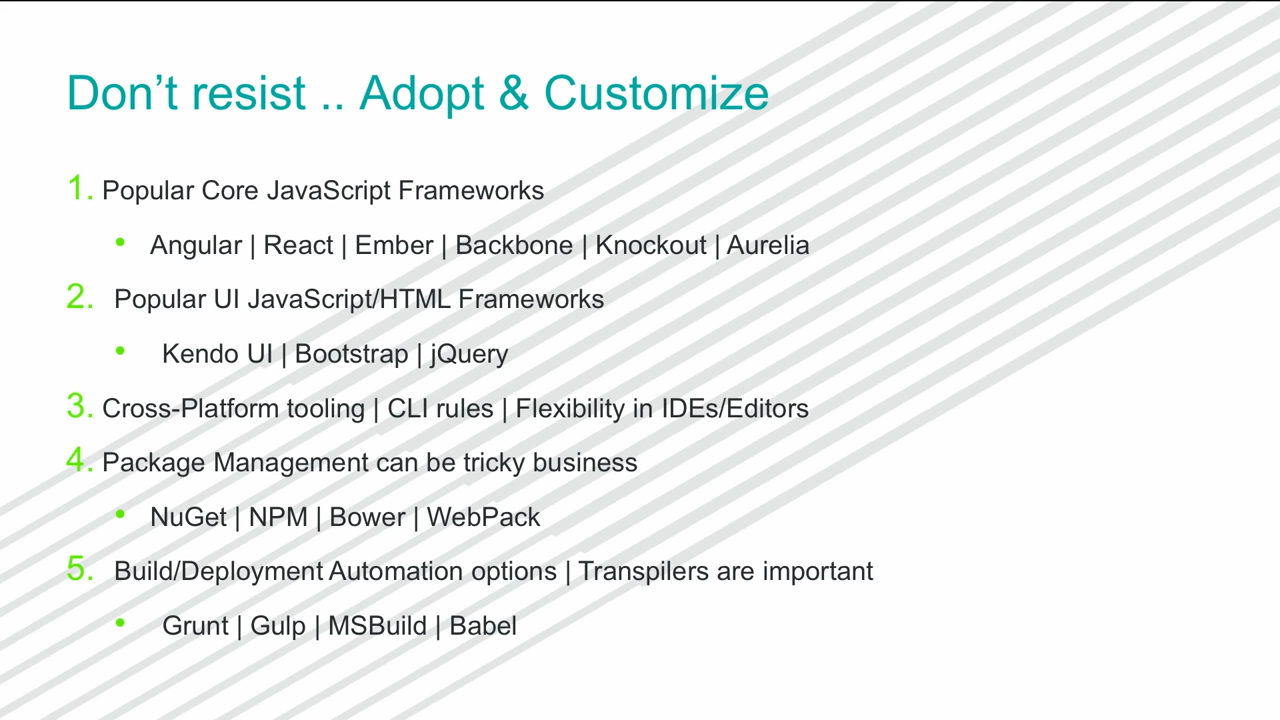 Don’t resist .. Adopt & Customize
1. Popular Core JavaScript Frameworks
• Angular | React | Ember | Backbone | Knockout | Aurelia
2. Popular UI JavaScript/HTML Frameworks
• Kendo UI | Bootstrap | jQuery
3. Cross-Platform tooling | CLI rules | Flexibility in IDEs/Editors
4. Package Management can be tricky business
• NuGet | NPM | Bower | WebPack
5. Build/Deployment Automation options | Transpilers are important
• Grunt | Gulp | MSBuild | Babel